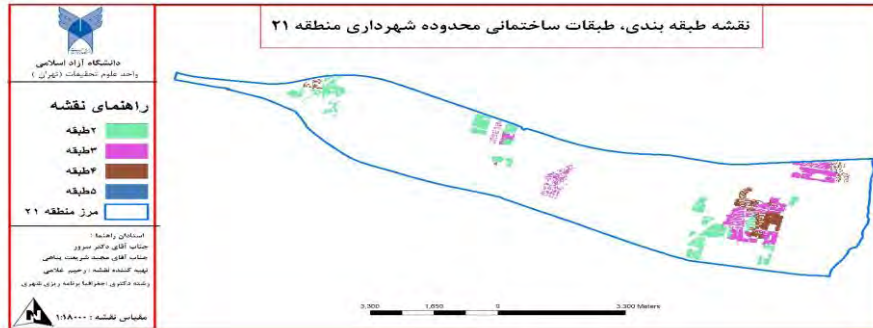 نقشه طبقه بندی، طبقات ساختمانی محدوده شهرداری منطقه ۲۱
دانشگاه آزاد اسلامی
واحد علوم تحقیقات (تهران )
راهنمای نقشه
۲طبقه
۳طبقه
۴طبقه
۵طبقه
مرز منطقه ۲۱
استادان راهنما :
جناب آقای دکتر سرور
جناب آقای مجید شریعت پناهی
تهیه کننده نقشه : رحیم غلامی
رشته دکتری :جغرافیا برنامه ریزی شهری
N
مقیاس نقشه : ۱:۱۸۰۰۰
3,300 1,650 0 3,300 Meters